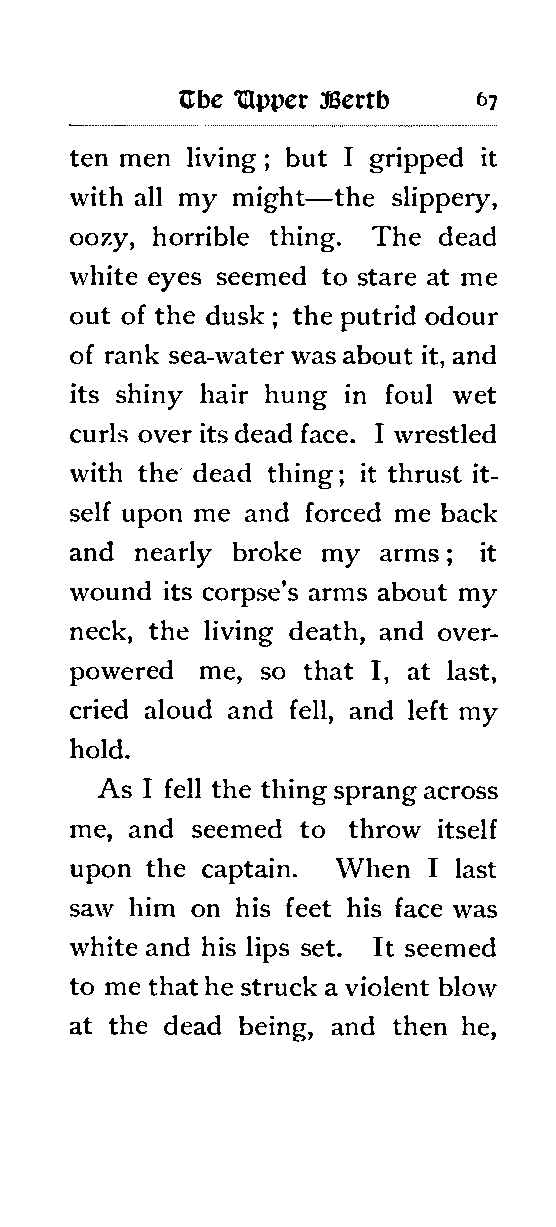 The Upper Berth 67
ten men living ; but I gripped it
with all my might—the slippery,
oozy, horrible thing. The dead
white eyes seemed to stare at me
out of the dusk ; the putrid odour
of rank sea-water was about it, and
its shiny hair hung in foul wet
curls over its dead face. I wrestled
with the dead thing ; it thrust it-
self upon me and forced me back
and nearly broke my arms ; it
wound its corpse's arms about my
neck, the living death, and over-
powered me, so that I, at last,
cried aloud and fell, and left my
hold.
As I fell the thing sprang across
me, and seemed to throw itself
upon the captain. When I last
saw him on his feet his face was
white and his lips set. It seemed
to me that he struck a violent blow
at the dead being, and then he,